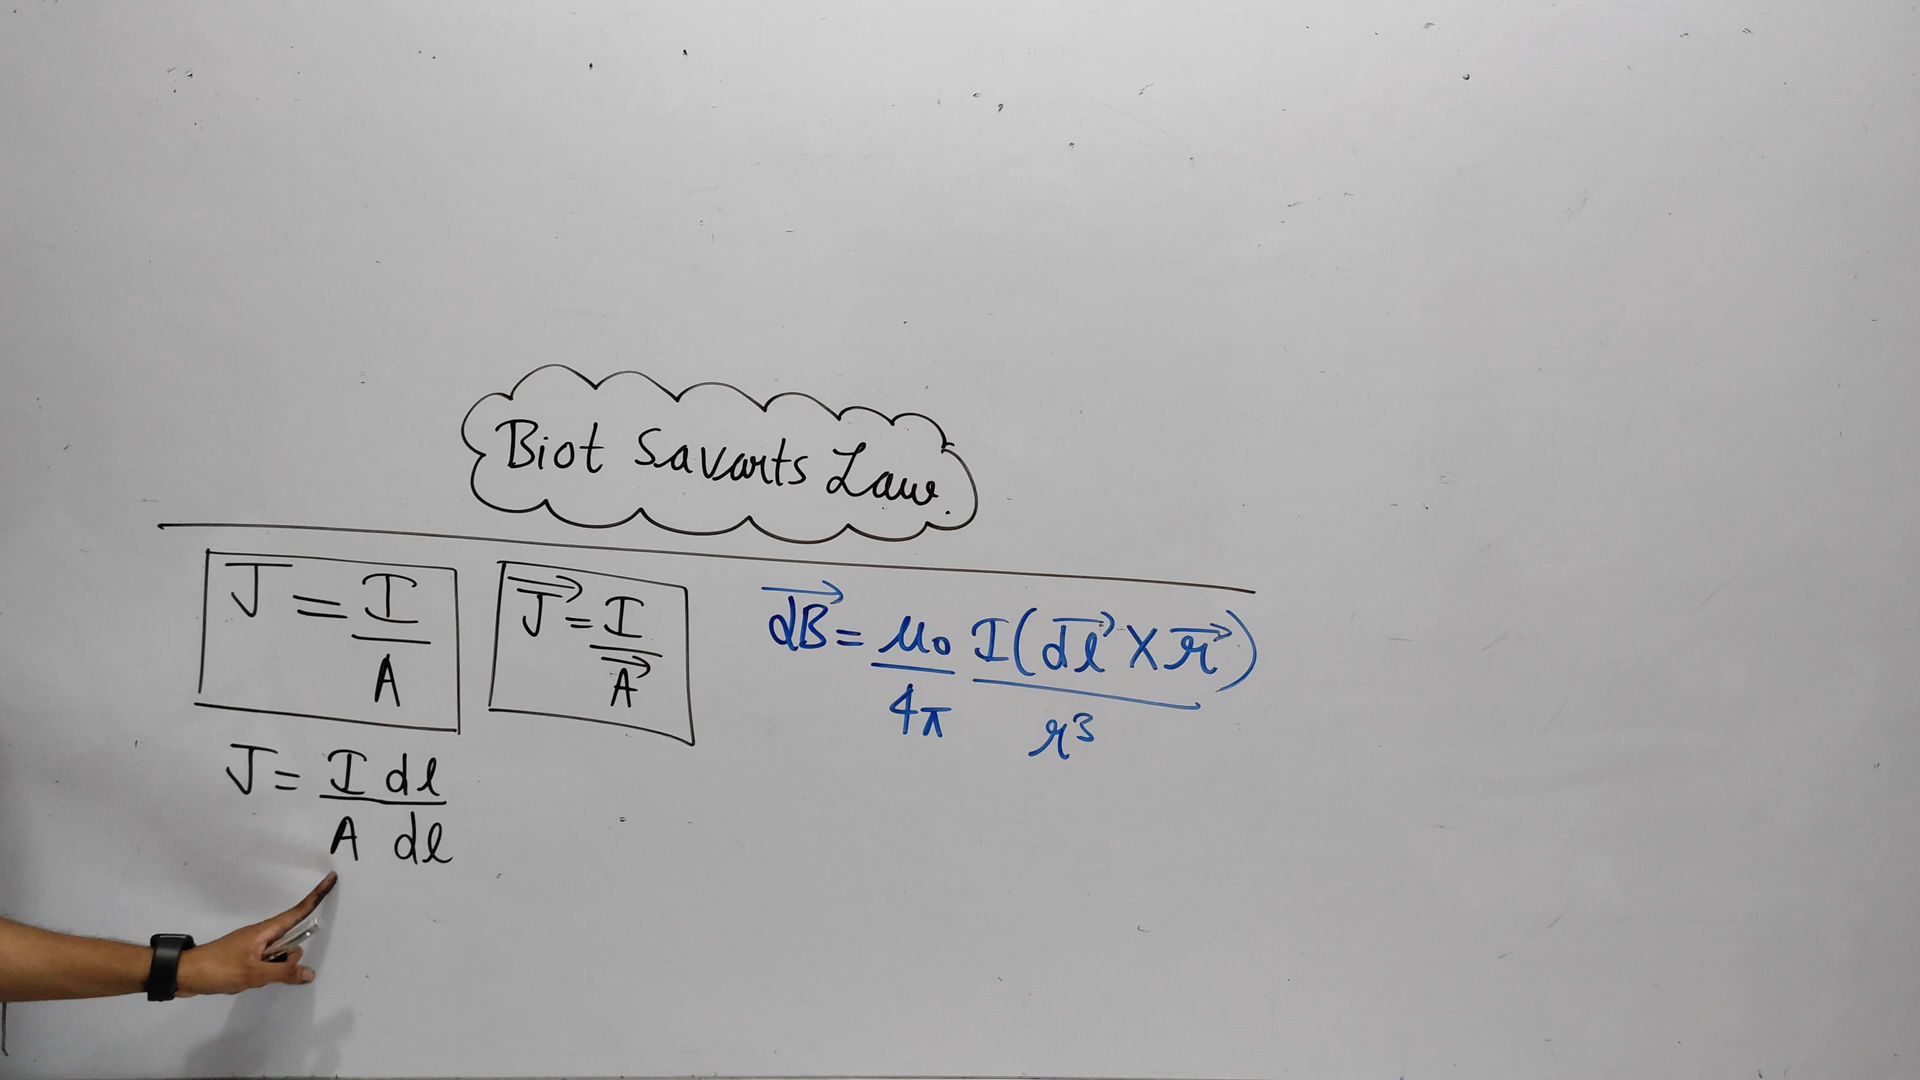 Biot Savarts Law.
J = I / A
J⃗ = I / A⃗
dB⃗ = μ₀ / 4π I(dl⃗ × r⃗) / r³
J = I dl / A dl